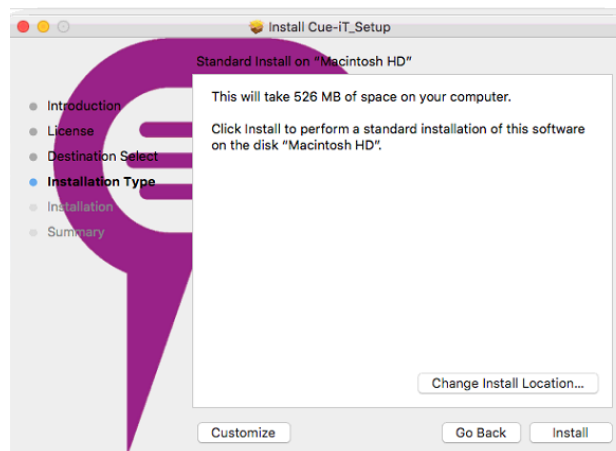 Install Cue-iT_Setup
Standard Install on "Macintosh HD"
Introduction
License
Destination Select
Installation Type
Installation
Summary
This will take 526 MB of space on your computer.
Click Install to perform a standard installation of this software
on the disk "Macintosh HD".
Change Install Location...
Customize
Go Back
Install